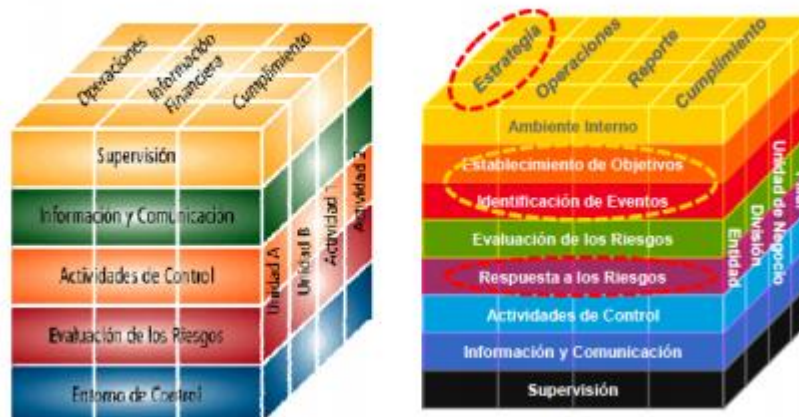 Operaciones
Información
Financiera
Cumplimiento
Supervisión
Información y Comunicación
Actividades de Control
Evaluación de los Riesgos
Entorno de Control
Unidad A
Unidad B
Actividad 1
Actividad 2
Estrategia
Operaciones
Reporte
Cumplimiento
Ambiente Interno
Establecimiento de Objetivos
Identificación de Eventos
Evaluación de los Riesgos
Respuesta a los Riesgos
Actividades de Control
Información y Comunicación
Supervisión
Entidad
División
Unidad de Negocio